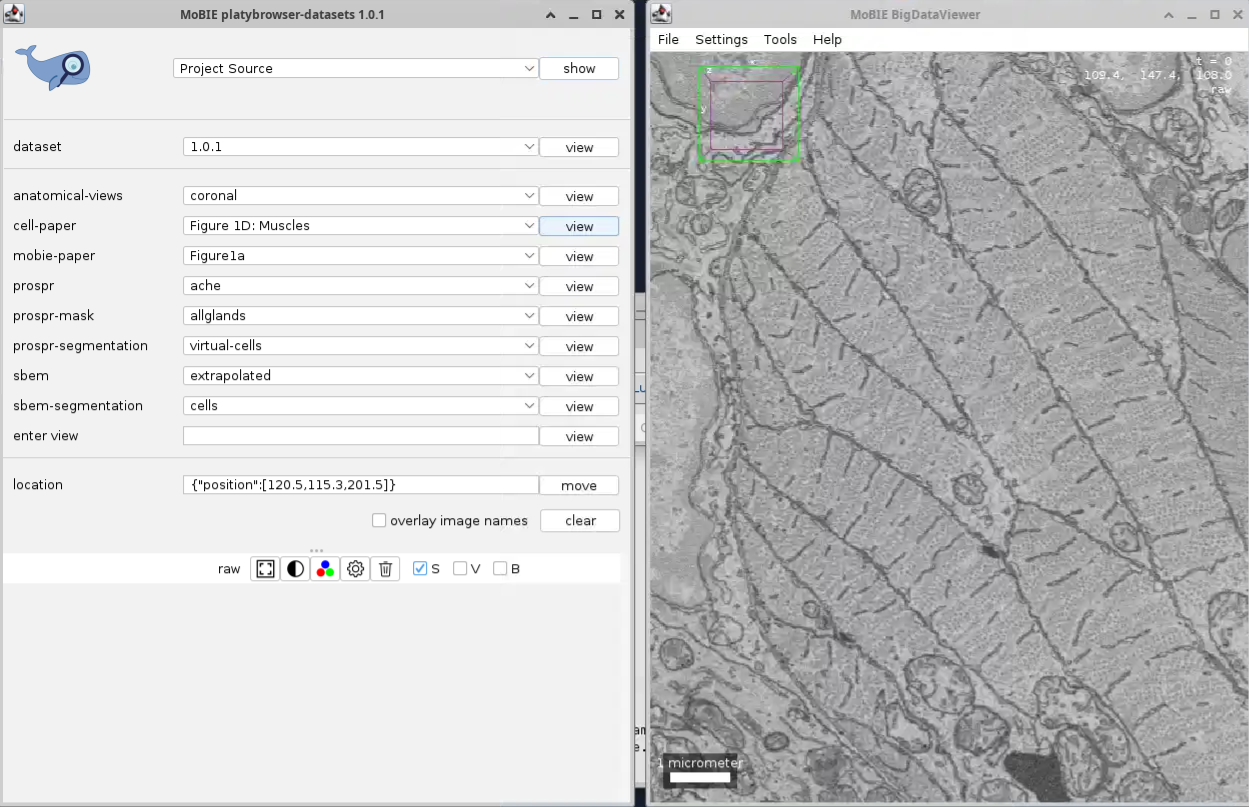 MoBIE platybrowser-datasets 1.0.1
Project Source
show
dataset
1.0.1
view
anatomical-views
coronal
view
cell-paper
Figure 1D: Muscles
view
mobie-paper
Figure1a
view
prospr
ache
view
prospr-mask
allglands
view
prospr-segmentation
virtual-cells
view
sbem
extrapolated
view
sbem-segmentation
cells
view
enter view
view
location
{"position":[120.5,115.3,201.5]}
move
overlay image names
clear
raw
S
V
B
MoBIE BigDataViewer
File
Settings
Tools
Help
t = 0
109.4, 147.4, 108.0
raw
z
x
y
1 micrometer